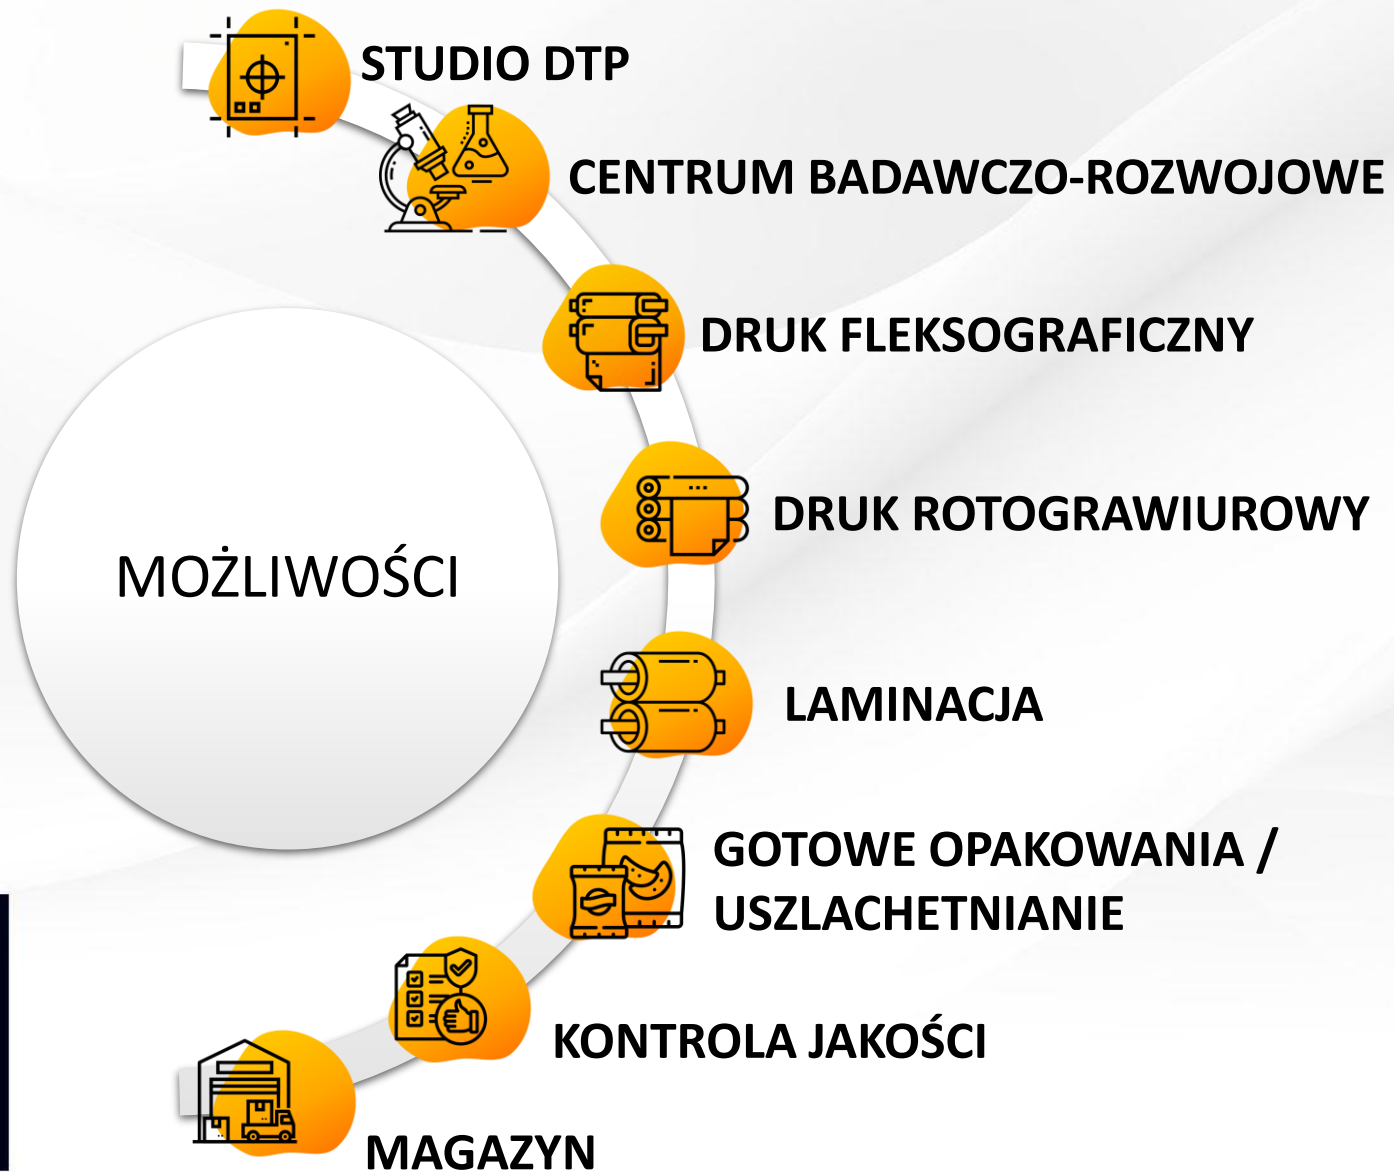 STUDIO DTP
CENTRUM BADAWCZO-ROZWOJOWE
DRUK FLEKSOGRAFICZNY
DRUK ROTOGRAWIUROWY
MOŻLIWOŚCI
LAMINACJA
GOTOWE OPAKOWANIA /
USZLACHETNIANIE
KONTROLA JAKOŚCI
MAGAZYN